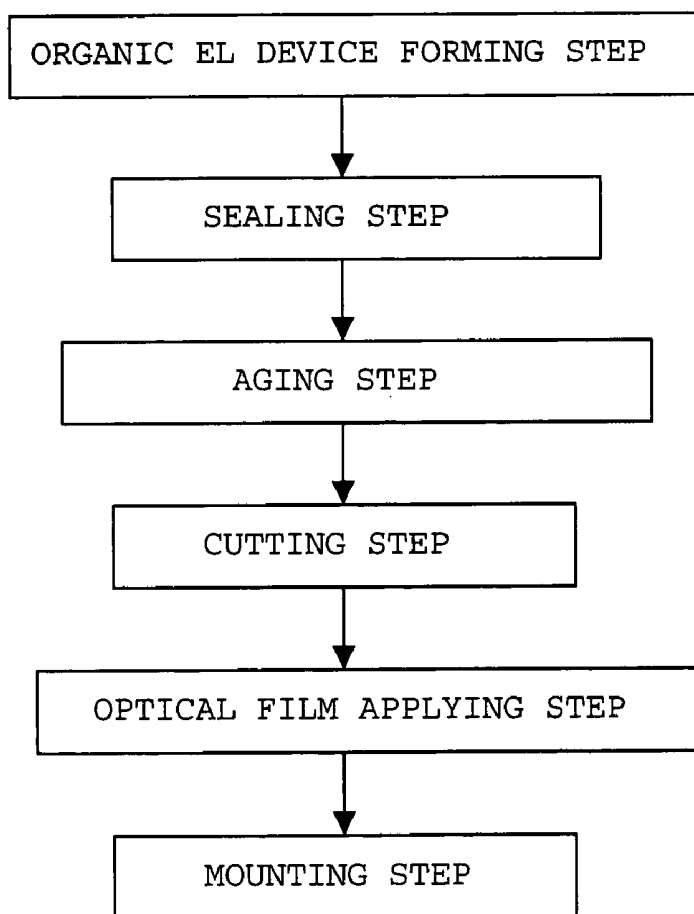 ORGANIC EL DEVICE FORMING STEP
SEALING STEP
AGING STEP
CUTTING STEP
OPTICAL FILM APPLYING STEP
MOUNTING STEP